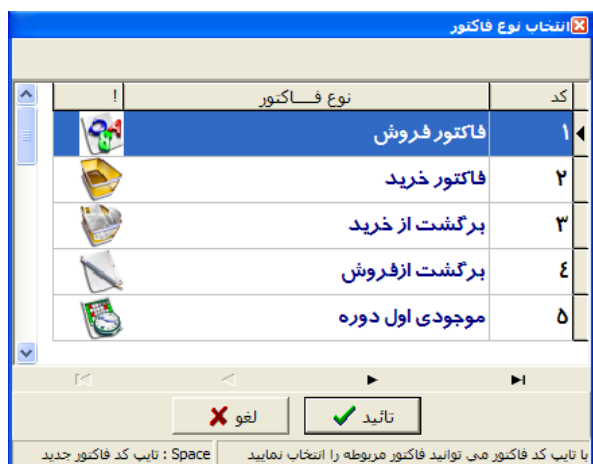 انتخاب نوع فاکتور
کد نوع فـــاکتور !
۱ فاکتور فروش
۲ فاکتور خرید
۳ برگشت از خرید
٤ برگشت ازفروش
۵ موجودی اول دوره
تائید لغو
با تایپ کد فاکتور می توانید فاکتور مربوطه را انتخاب نمایید Space : تایپ کد فاکتور جدید